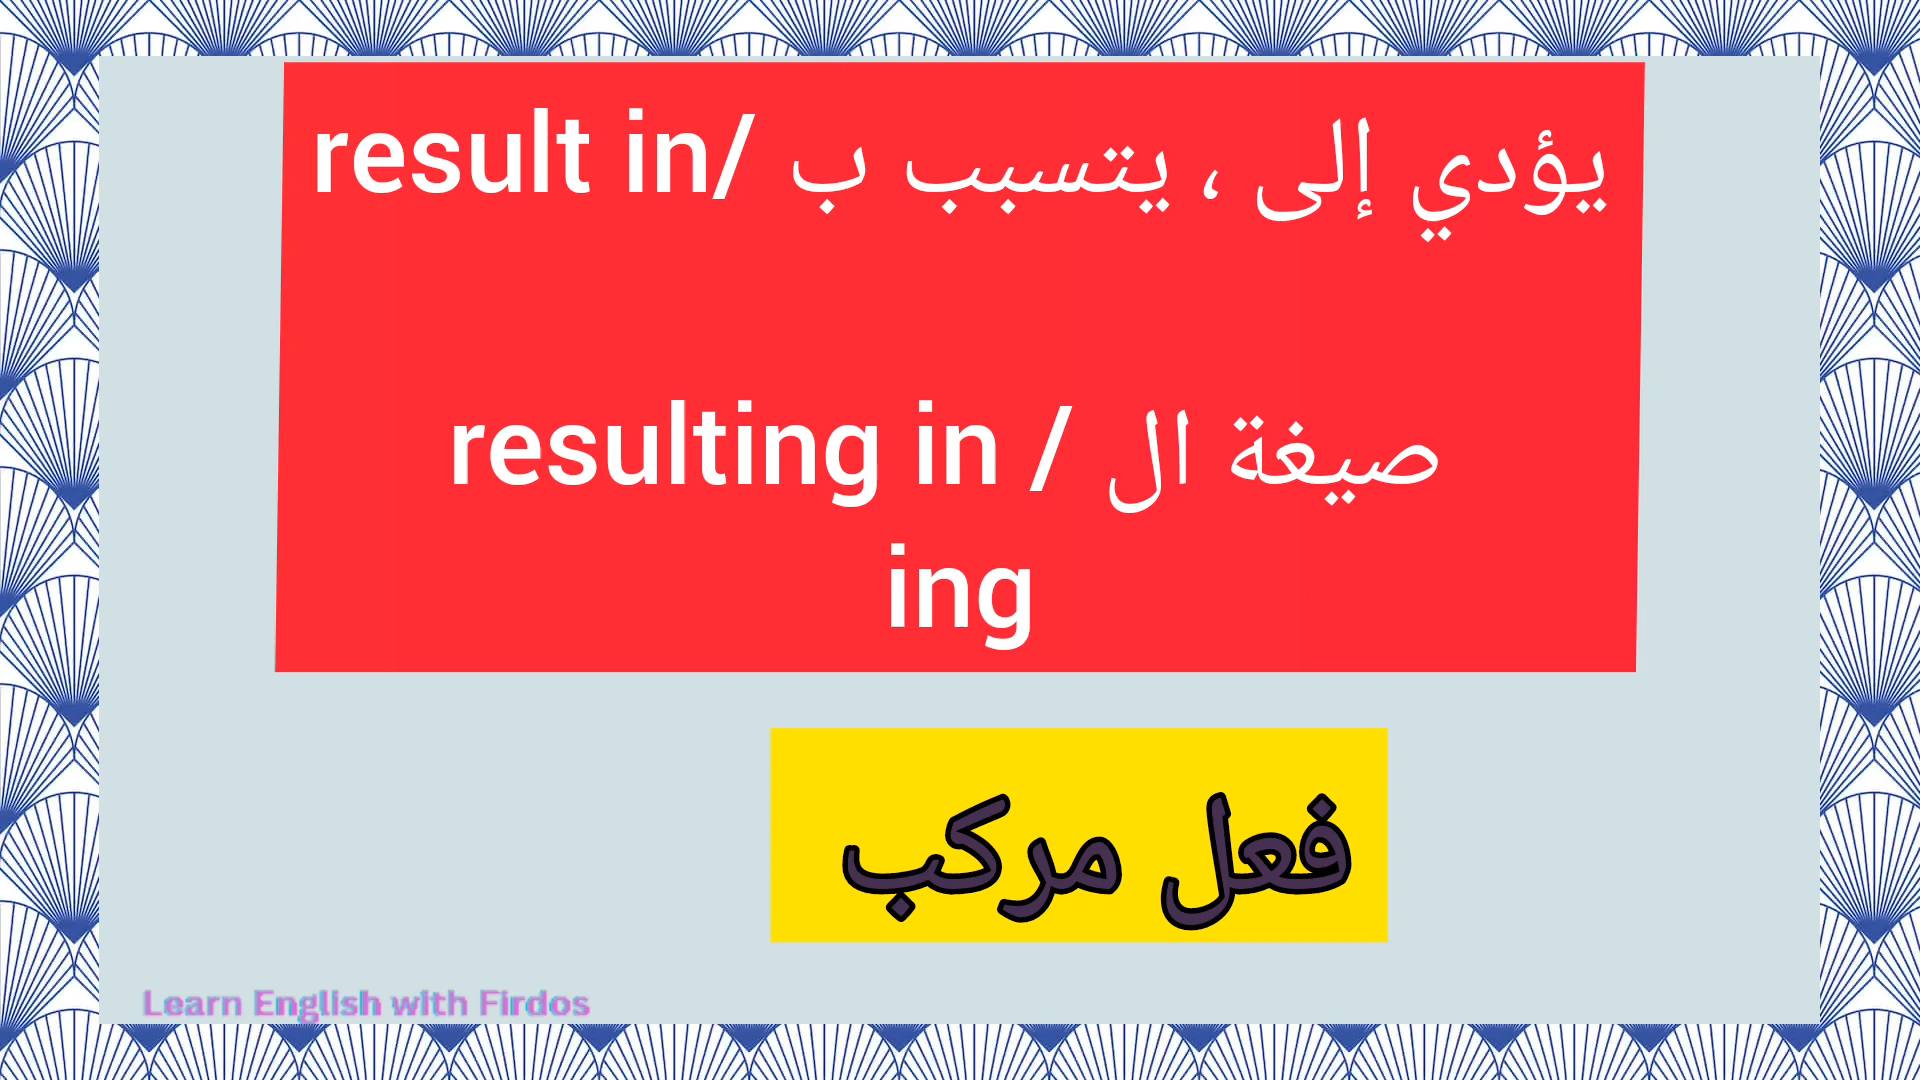 result in/ يؤدي إلى ، يتسبب ب
resulting in / صيغة ال
ing
فعل مركب
Learn English with Firdos